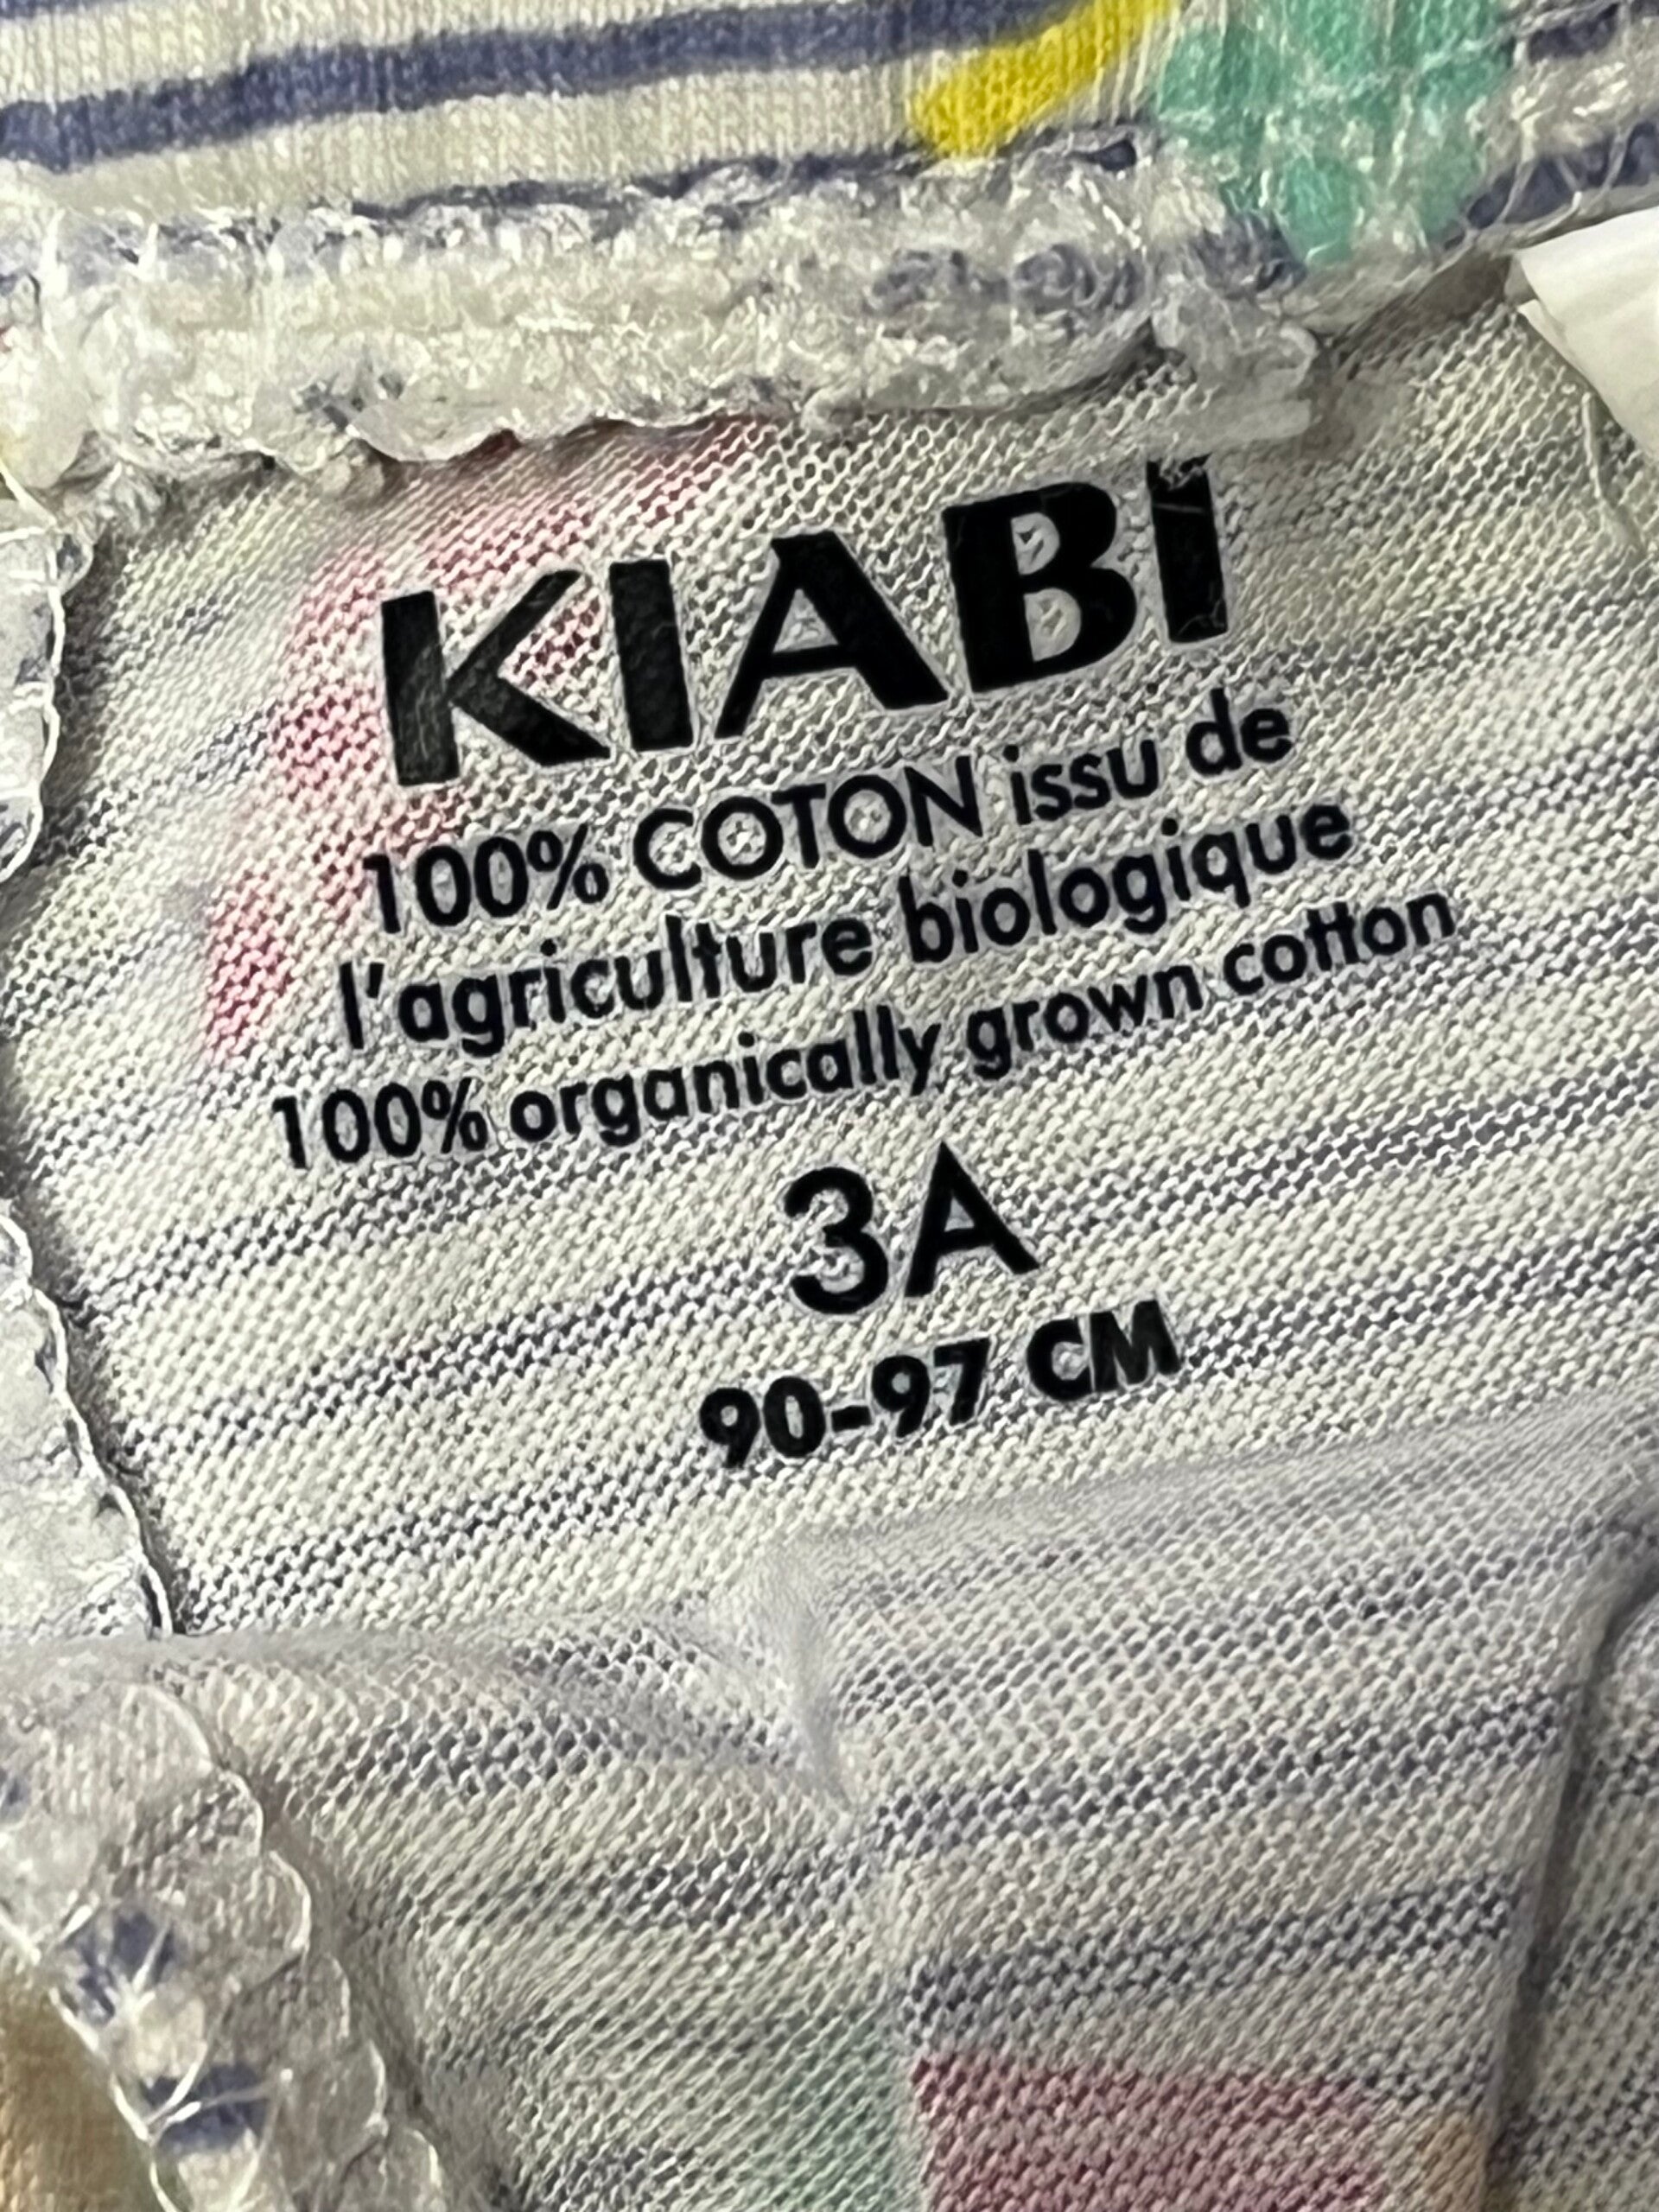 KIABI
100% COTON issu de
l'agriculture biologique
100% organically grown cotton
3A
90-97 CM